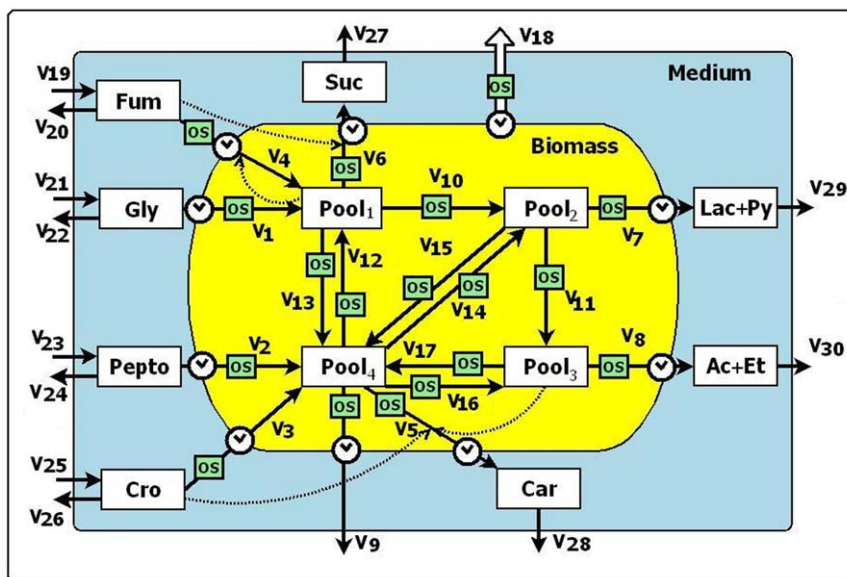 V27
V18
Medium
V19
Fum
Suc
OS
V20
OS
Biomass
V4
V6
OS
V21
V10
V29
Gly
OS
Pool1
OS
Pool2
OS
Lac+Py
V22
V1
V15
V7
V12
OS
OS
OS
OS
V13
OS
V14
V11
V23
V2
V17
V8
V30
Pepto
OS
Pool4
OS
Pool3
OS
Ac+Et
V24
OS
OS
V16
OS
V3
V5
V25
OS
Cro
Car
V26
V9
V28